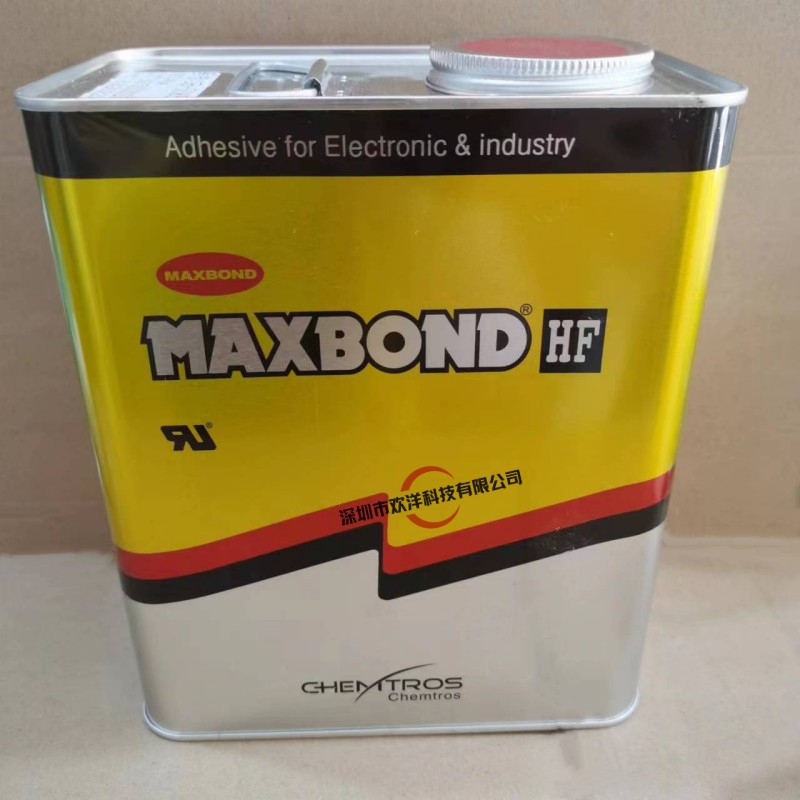 Adhesive for Electronic & industry
MAXBOND
MAXBOND® HF
RU®
深圳市欢洋科技有限公司
CHEMTROS
Chemtros